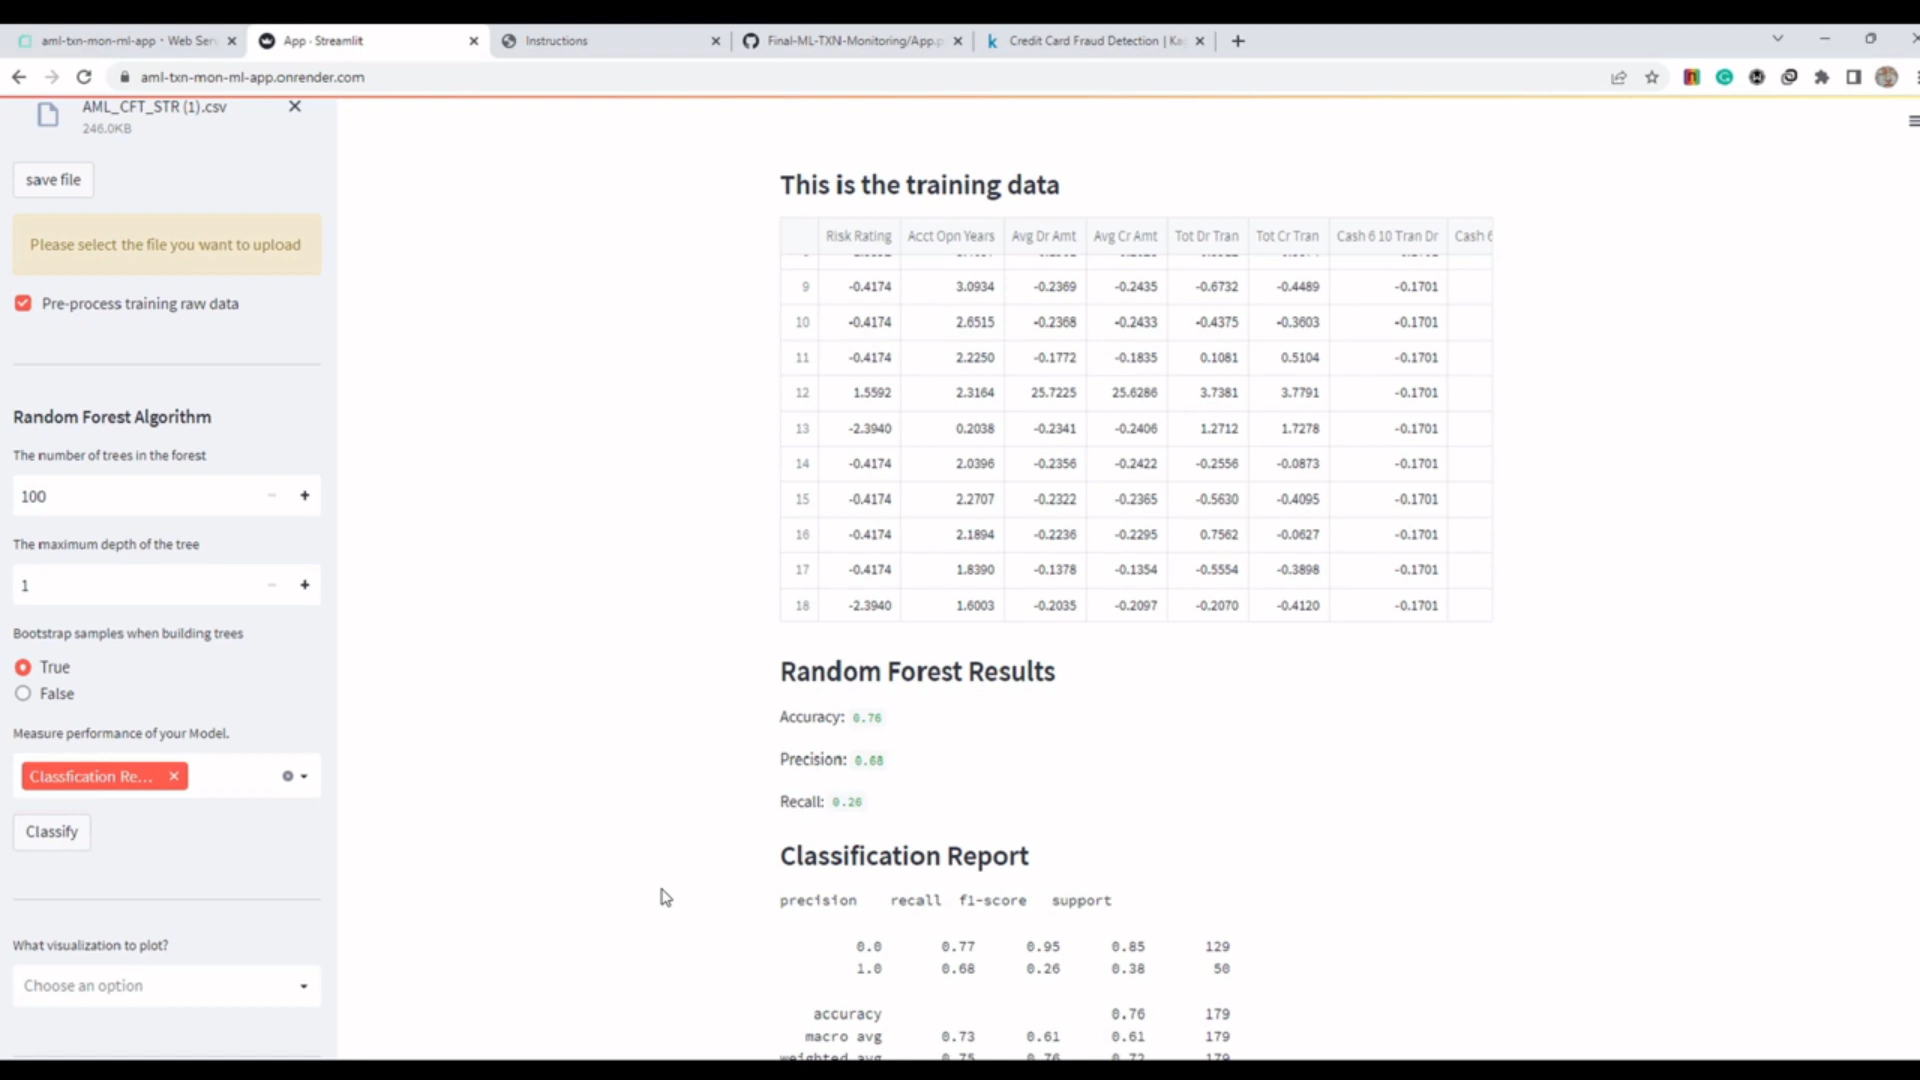 aml-txn-mon-ml-app · Web Ser
App · Streamlit
Instructions
Final-ML-TXN-Monitoring/App.p
Credit Card Fraud Detection | Ka
aml-txn-mon-ml-app.onrender.com
AML_CFT_STR (1).csv
246.0KB
save file
Please select the file you want to upload
Pre-process training raw data
Random Forest Algorithm
The number of trees in the forest
100
The maximum depth of the tree
1
Bootstrap samples when building trees
True
False
Measure performance of your Model.
Classfication Re...
Classify
What visualization to plot?
Choose an option
This is the training data
Risk Rating Acct Opn Years Avg Dr Amt Avg Cr Amt Tot Dr Tran Tot Cr Tran Cash 6 10 Tran Dr Cash 6
9 -0.4174 3.0934 -0.2369 -0.2435 -0.6732 -0.4489 -0.1701
10 -0.4174 2.6515 -0.2368 -0.2433 -0.4375 -0.3603 -0.1701
11 -0.4174 2.2250 -0.1772 -0.1835 0.1081 0.5104 -0.1701
12 1.5592 2.3164 25.7225 25.6286 3.7381 3.7791 -0.1701
13 -2.3940 0.2038 -0.2341 -0.2406 1.2712 1.7278 -0.1701
14 -0.4174 2.0396 -0.2356 -0.2422 -0.2556 -0.0873 -0.1701
15 -0.4174 2.2707 -0.2322 -0.2365 -0.5630 -0.4095 -0.1701
16 -0.4174 2.1894 -0.2236 -0.2295 0.7562 -0.0627 -0.1701
17 -0.4174 1.8390 -0.1378 -0.1354 -0.5554 -0.3898 -0.1701
18 -2.3940 1.6003 -0.2035 -0.2097 -0.2070 -0.4120 -0.1701
Random Forest Results
Accuracy: 0.76
Precision: 0.68
Recall: 0.26
Classification Report
precision recall f1-score support
0.0 0.77 0.95 0.85 129
1.0 0.68 0.26 0.38 50
accuracy 0.76 179
macro avg 0.73 0.61 0.61 179
weighted avg 0.75 0.76 0.72 179